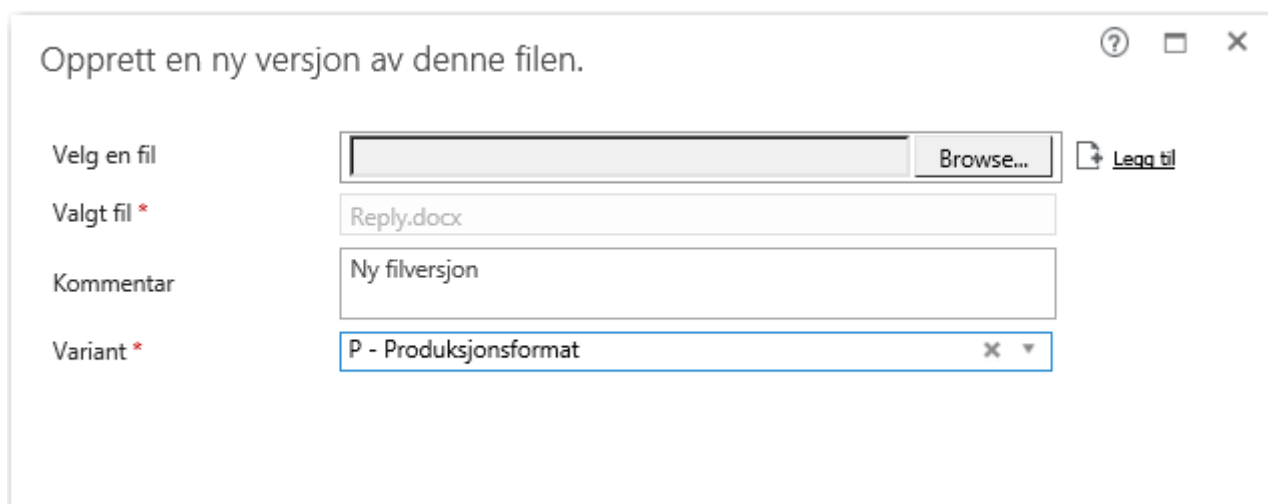 Opprett en ny versjon av denne filen.
Velg en fil Browse... Legg til
Valgt fil * Reply.docx
Kommentar Ny filversjon
Variant * P - Produksjonsformat